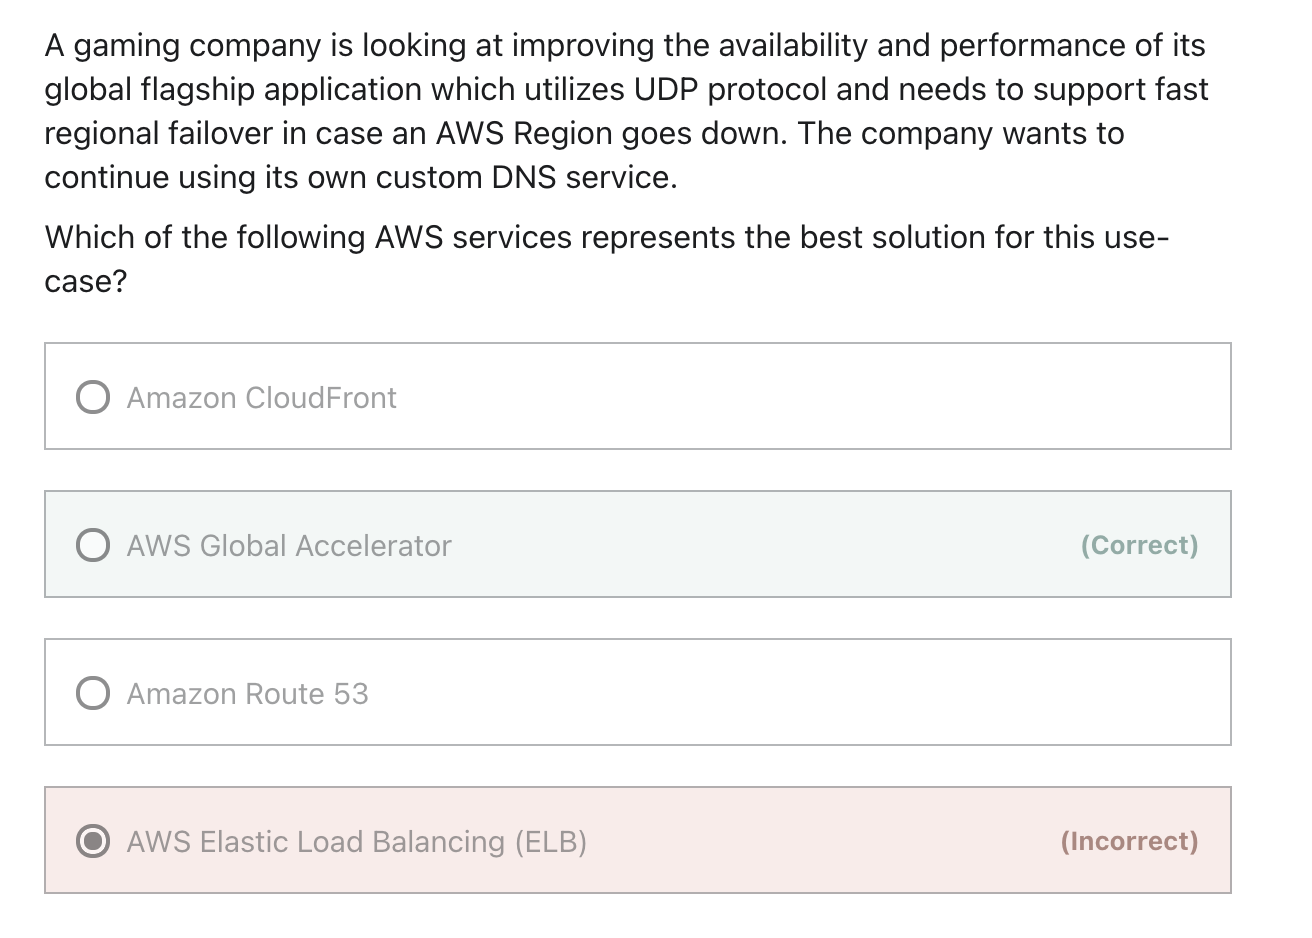 A gaming company is looking at improving the availability and performance of its
global flagship application which utilizes UDP protocol and needs to support fast
regional failover in case an AWS Region goes down. The company wants to
continue using its own custom DNS service.
Which of the following AWS services represents the best solution for this use-
case?
Amazon CloudFront
AWS Global Accelerator (Correct)
Amazon Route 53
AWS Elastic Load Balancing (ELB) (Incorrect)